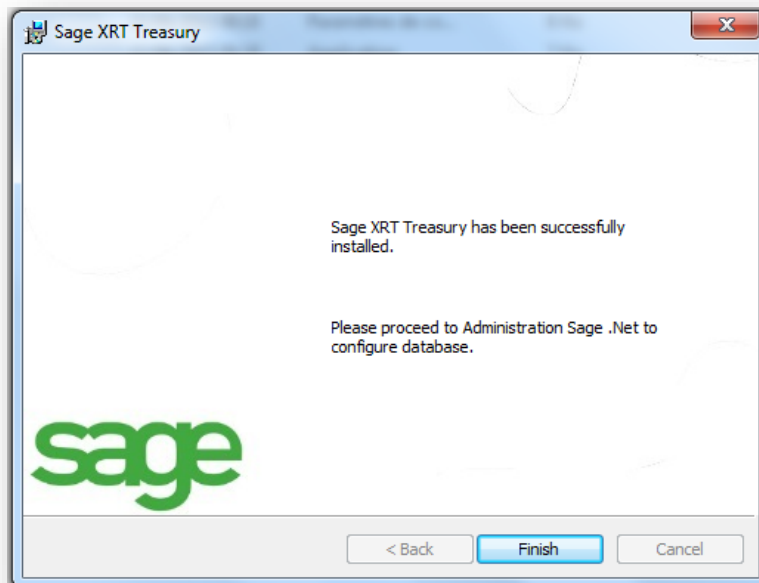 Sage XRT Treasury
Sage XRT Treasury has been successfully
installed.
Please proceed to Administration Sage .Net to
configure database.
sage
< Back
Finish
Cancel